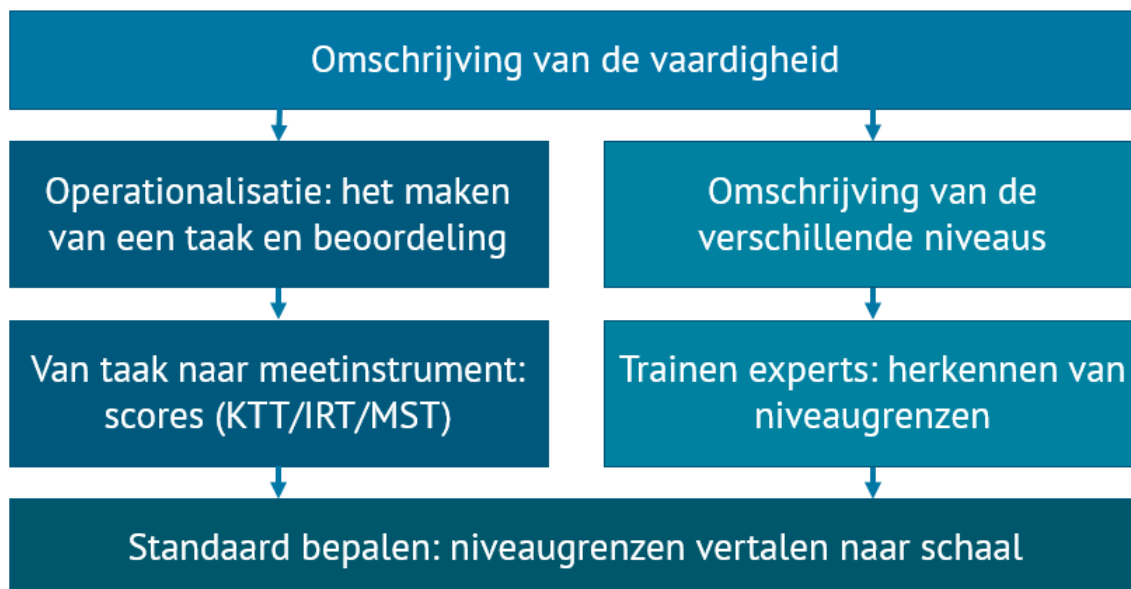 Omschrijving van de vaardigheid
Operationalisatie: het maken
van een taak en beoordeling
Omschrijving van de
verschillende niveaus
Van taak naar meetinstrument:
scores (KTT/IRT/MST)
Trainen experts: herkennen van
niveaugrenzen
Standaard bepalen: niveaugrenzen vertalen naar schaal